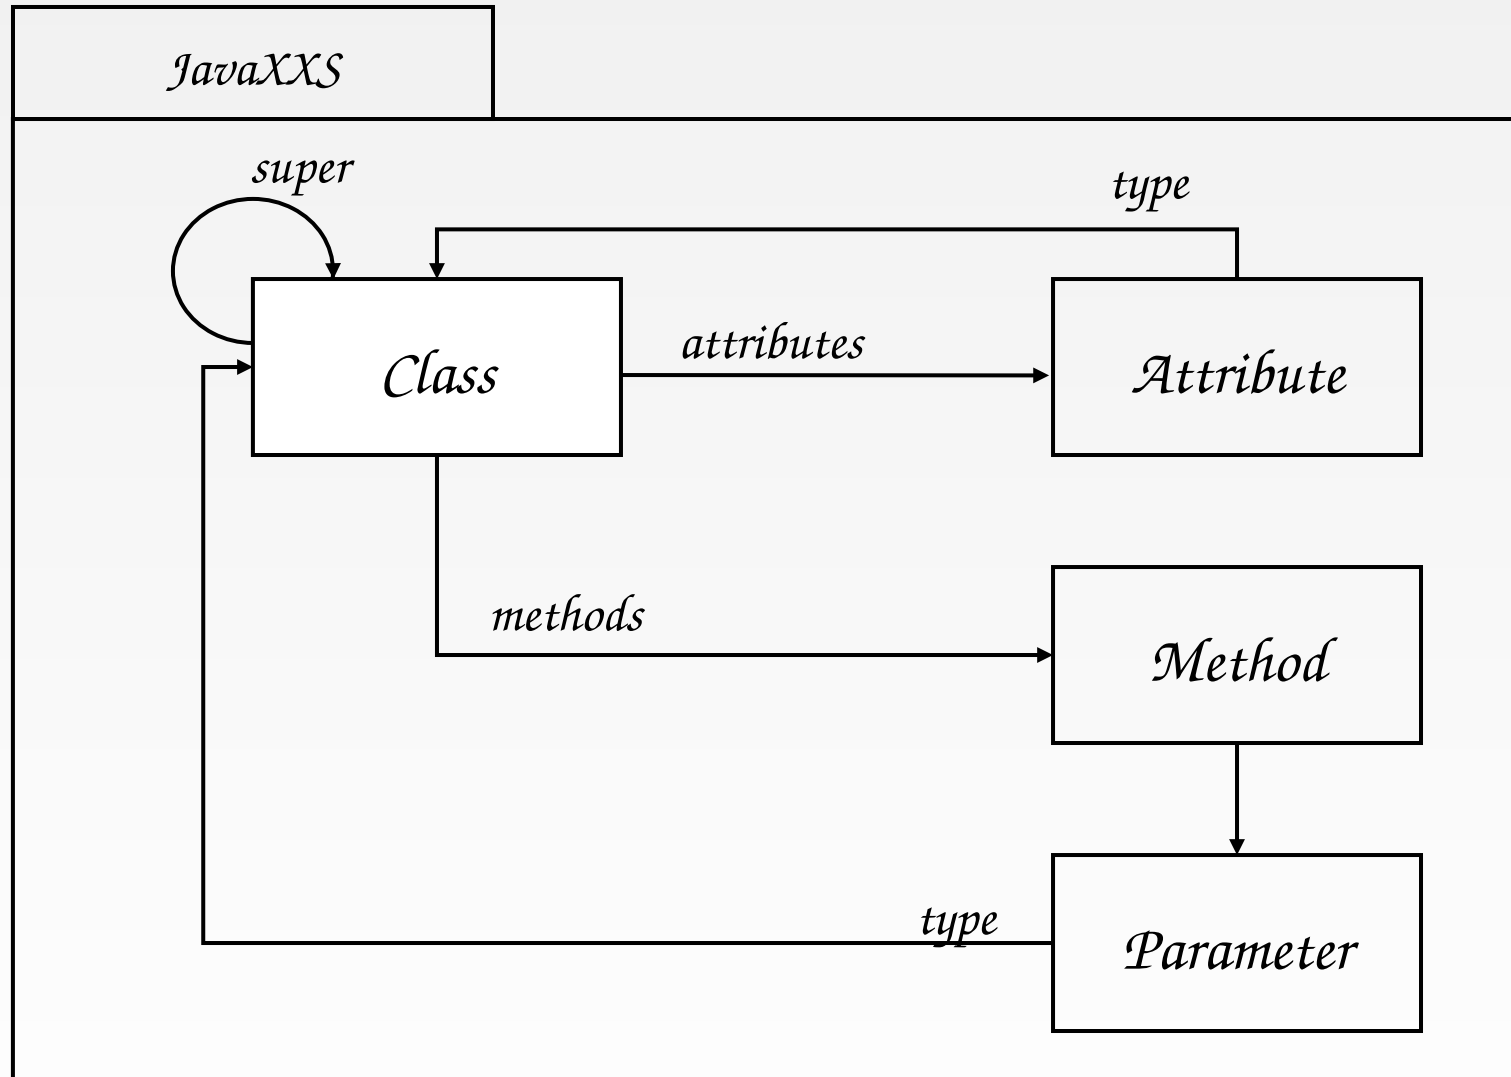 JavaXXS
super
type
attributes
Class
Attribute
methods
Method
type
Parameter